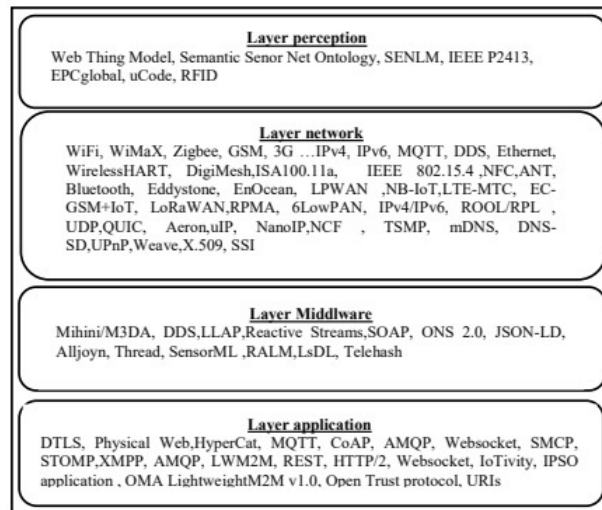 Layer perception
Web Thing Model, Semantic Senor Net Ontology, SENLM, IEEE P2413,
EPCglobal, uCode, RFID
Layer network
WiFi, WiMaX, Zigbee, GSM, 3G ...IPv4, IPv6, MQTT, DDS, Ethernet,
WirelessHART, DigiMesh,ISA100.11a, IEEE 802.15.4 ,NFC,ANT,
Bluetooth, Eddystone, EnOcean, LPWAN ,NB-IoT,LTE-MTC, EC-
GSM+IoT, LoRaWAN,RPMA, 6LowPAN, IPv4/IPv6, ROOL/RPL ,
UDP,QUIC, Aeron,uIP, NanoIP,NCF , TSMP, mDNS, DNS-
SD,UPnP,Weave,X.509, SSI
Layer Middlware
Mihini/M3DA, DDS,LLAP,Reactive Streams,SOAP, ONS 2.0, JSON-LD,
Alljoyn, Thread, SensorML ,RALM,LsDL, Telehash
Layer application
DTLS, Physical Web,HyperCat, MQTT, CoAP, AMQP, Websocket, SMCP,
STOMP,XMPP, AMQP, LWM2M, REST, HTTP/2, Websocket, IoTivity, IPSO
application , OMA LightweightM2M v1.0, Open Trust protocol, URIs